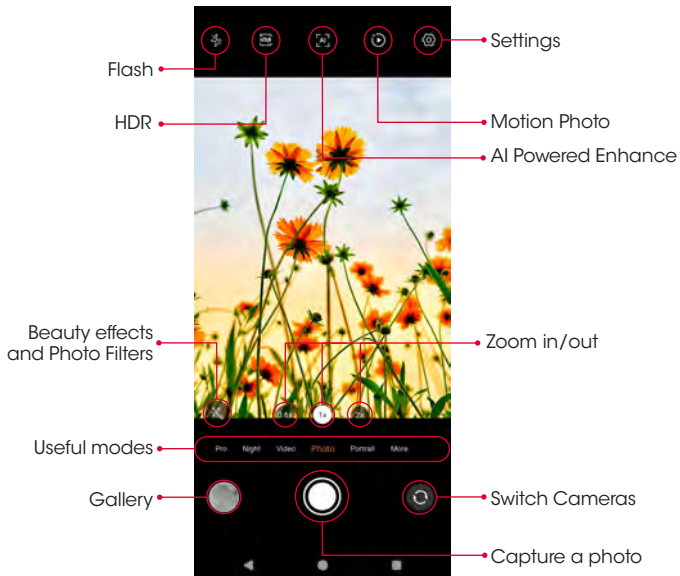 Settings
Flash
HDR
Motion Photo
AI
AI Powered Enhance
Beauty effects
and Photo Filters
Zoom in/out
0.6x 1x 2x
Useful modes
Pro Night Video Photo Portrait More
Gallery
Switch Cameras
Capture a photo